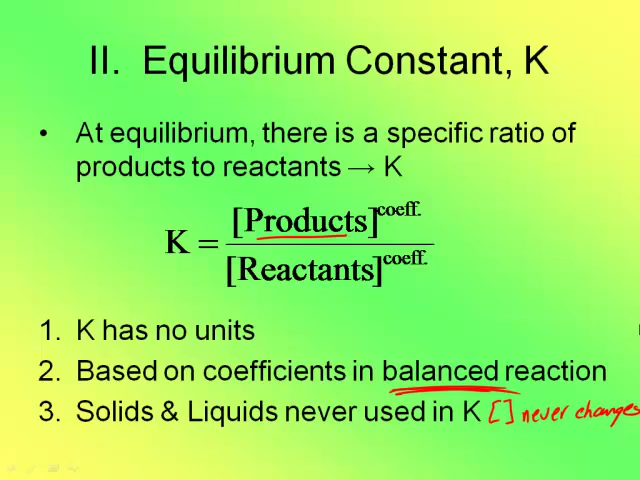 II. Equilibrium Constant, K
• At equilibrium, there is a specific ratio of
products to reactants → K
K = [Products]^coeff. / [Reactants]^coeff.
1. K has no units
2. Based on coefficients in balanced reaction
3. Solids & Liquids never used in K [ ] never changes